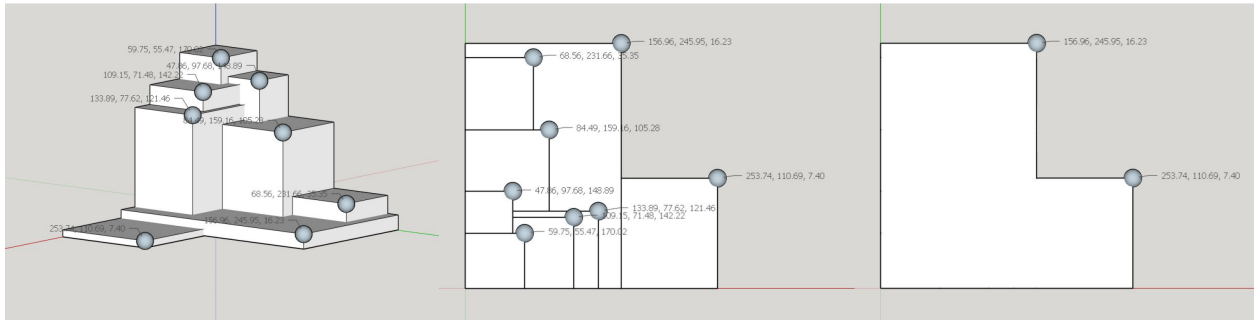 59.75, 55.47, 170.02
47.86, 97.68, 148.89
109.15, 71.48, 142.22
133.89, 77.62, 121.46
84.49, 159.16, 105.28
68.56, 231.66, 35.35
156.96, 245.95, 16.23
253.74, 110.69, 7.40
156.96, 245.95, 16.23
68.56, 231.66, 35.35
84.49, 159.16, 105.28
253.74, 110.69, 7.40
47.86, 97.68, 148.89
133.89, 77.62, 121.46
109.15, 71.48, 142.22
59.75, 55.47, 170.02
156.96, 245.95, 16.23
253.74, 110.69, 7.40